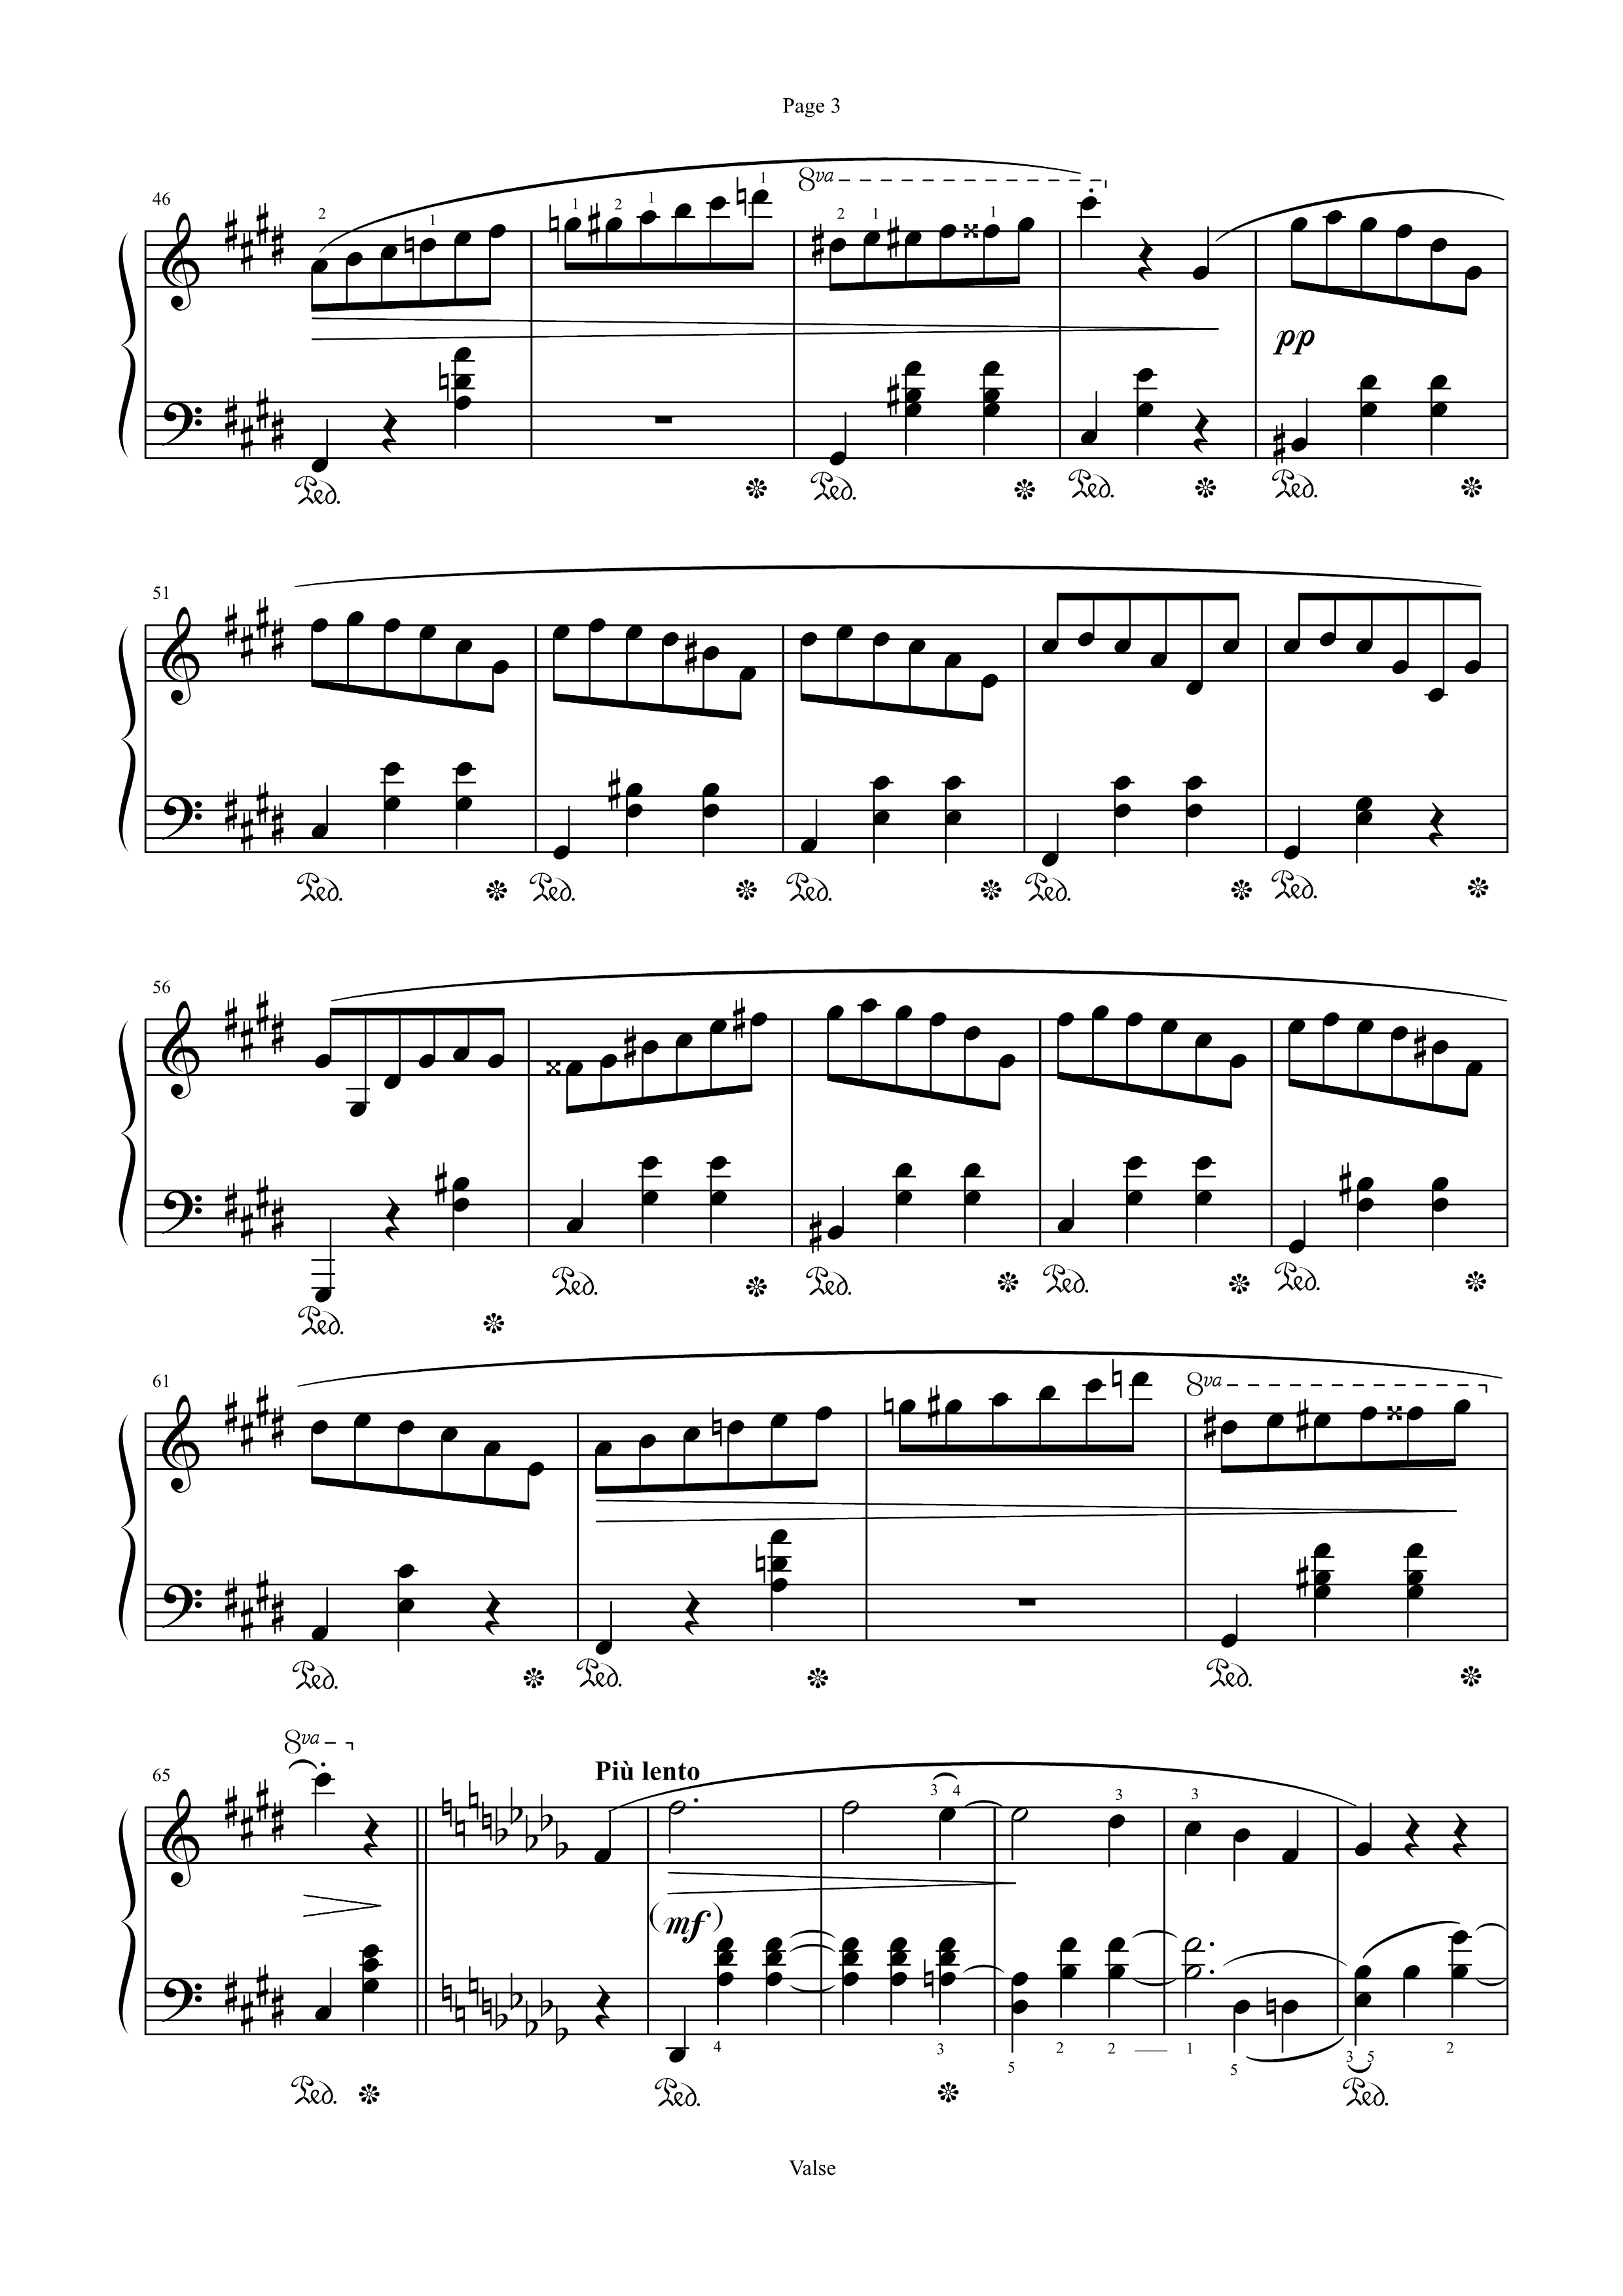 Page 3
46
2 1 1 2 1 1 8va 2 1 1
pp
Ped. Ped. Ped. Ped.
51
Ped. Ped. Ped. Ped. Ped.
56
Ped. Ped. Ped. Ped. Ped.
61
8va
Ped. Ped. Ped.
8va
65
Più lento
3 4 3 3
(mf)
4 3 5 2 2 1 5 3 5 2
Ped. Ped. Ped.
Valse